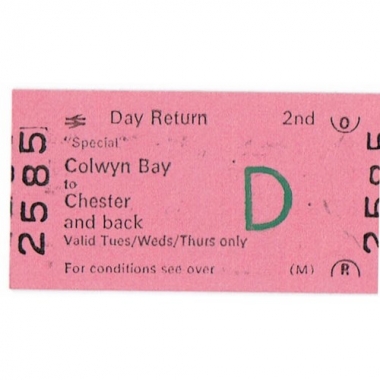 Day Return 2nd O
"Special"
Colwyn Bay
to
Chester
and back
Valid Tues/Weds/Thurs only
For conditions see over (M) R
D
2585
2585